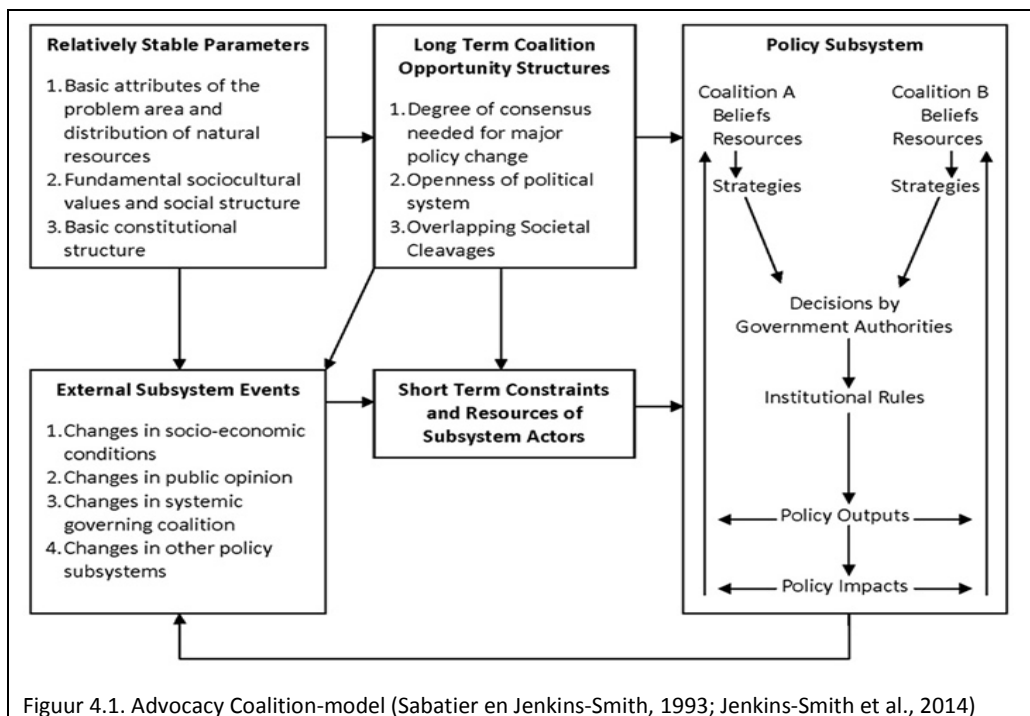 Relatively Stable Parameters
1. Basic attributes of the
problem area and
distribution of natural
resources
2. Fundamental sociocultural
values and social structure
3. Basic constitutional
structure
Long Term Coalition
Opportunity Structures
1. Degree of consensus
needed for major
policy change
2. Openness of political
system
3. Overlapping Societal
Cleavages
Policy Subsystem
Coalition A
Beliefs
Resources
Strategies
Coalition B
Beliefs
Resources
Strategies
Decisions by
Government Authorities
Institutional Rules
Policy Outputs
Policy Impacts
External Subsystem Events
1. Changes in socio-economic
conditions
2. Changes in public opinion
3. Changes in systemic
governing coalition
4. Changes in other policy
subsystems
Short Term Constraints
and Resources of
Subsystem Actors
Figuur 4.1. Advocacy Coalition-model (Sabatier en Jenkins-Smith, 1993; Jenkins-Smith et al., 2014)